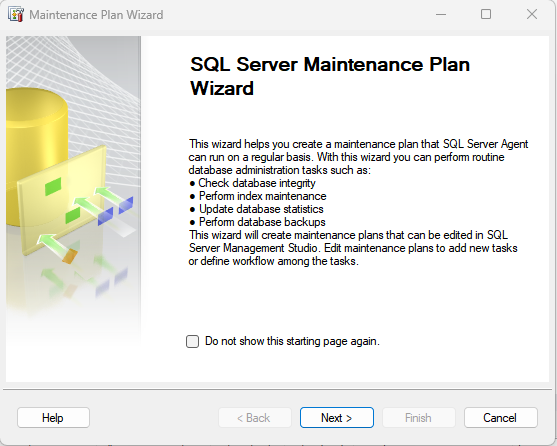 Maintenance Plan Wizard
SQL Server Maintenance Plan
Wizard
This wizard helps you create a maintenance plan that SQL Server Agent
can run on a regular basis. With this wizard you can perform routine
database administration tasks such as:
● Check database integrity
● Perform index maintenance
● Update database statistics
● Perform database backups
This wizard will create maintenance plans that can be edited in SQL
Server Management Studio. Edit maintenance plans to add new tasks
or define workflow among the tasks.
Do not show this starting page again.
Help
< Back
Next >
Finish
Cancel